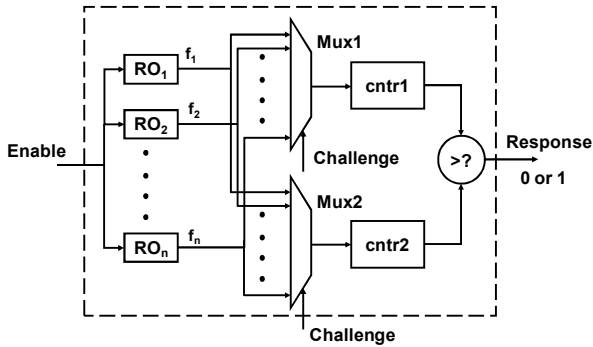 Enable
RO1
RO2
ROn
f1
f2
fn
Mux1
Challenge
Mux2
Challenge
cntr1
cntr2
>?
Response
0 or 1